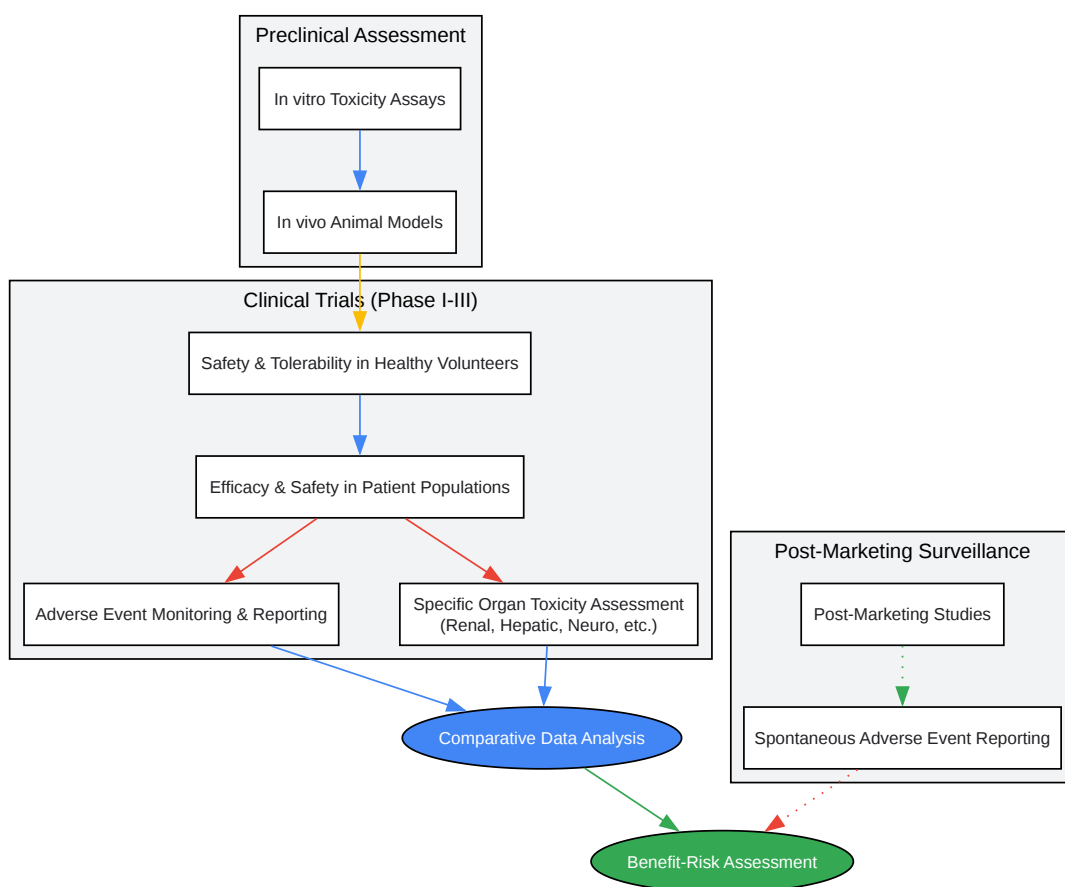 Preclinical Assessment
In vitro Toxicity Assays
In vivo Animal Models
Clinical Trials (Phase I-III)
Safety & Tolerability in Healthy Volunteers
Efficacy & Safety in Patient Populations
Adverse Event Monitoring & Reporting
Specific Organ Toxicity Assessment
(Renal, Hepatic, Neuro, etc.)
Post-Marketing Surveillance
Post-Marketing Studies
Spontaneous Adverse Event Reporting
Comparative Data Analysis
Benefit-Risk Assessment